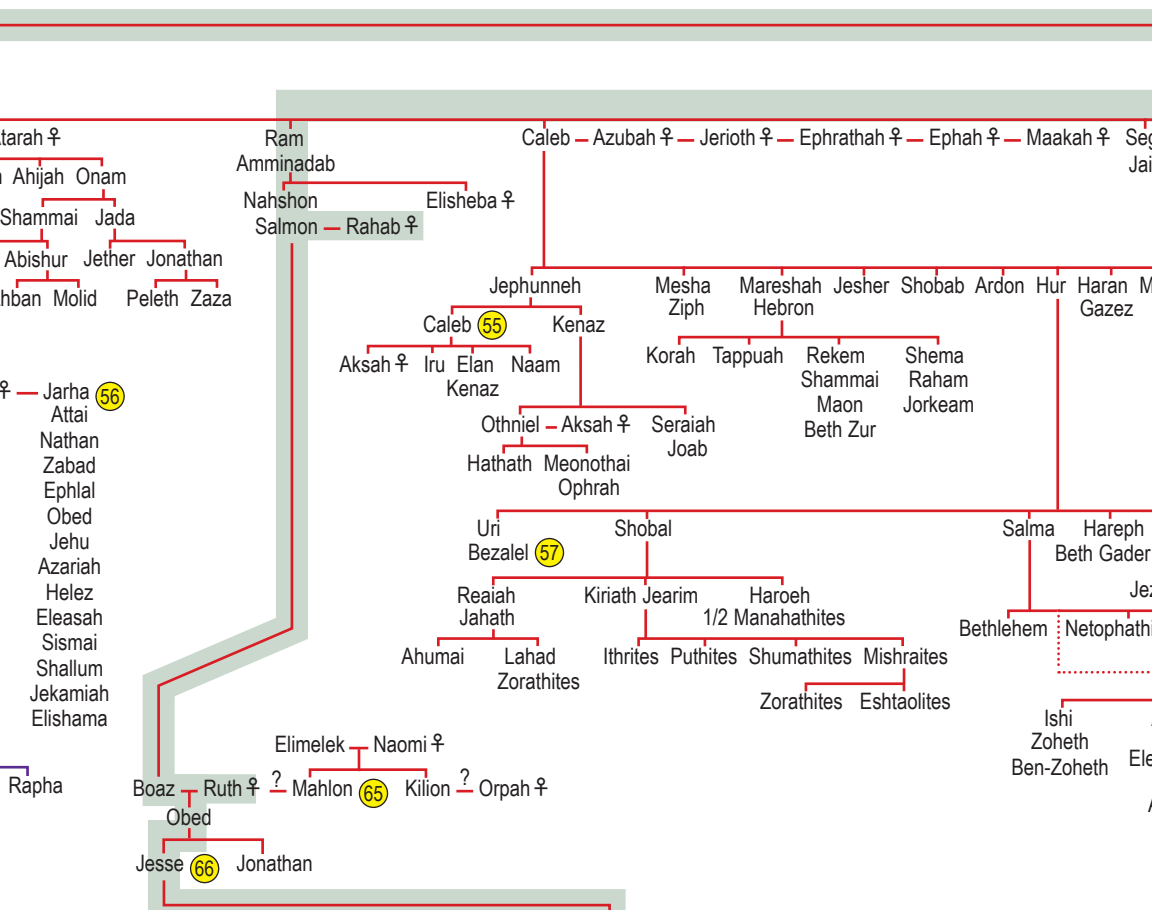 tarah ♀ Ram Caleb – Azubah ♀ – Jerioth ♀ – Ephrathah ♀ – Ephah ♀ – Maakah ♀ Seg
Amminadab Jai
Ahijah Onam
Nahshon Elisheba ♀
Shammai Jada
Salmon – Rahab ♀
Abishur Jether Jonathan
Jephunneh Mesha Mareshah Jesher Shobab Ardon Hur Haran M
hban Molid Peleth Zaza
Ziph Hebron Gazez
Caleb 55 Kenaz
Korah Tappuah Rekem Shema
Aksah ♀ Iru Elan Naam
Shammai Raham
Kenaz
Maon Jorkeam
♀ – Jarha 56
Attai
Othniel – Aksah ♀ Seraiah
Beth Zur
Nathan
Joab
Zabad
Hathath Meonothai
Ephlal
Ophrah
Obed
Uri Shobal Salma Hareph
Jehu
Bezalel 57 Beth Gader
Azariah
Helez
Reaiah Kiriath Jearim Haroeh Jez
Eleasah
Jahath 1/2 Manahathites
Bethlehem Netophathi
Sismai
Ahumai Lahad Ithrites Puthites Shumathites Mishraites
Shallum
Zorathites
Jekamiah
Zorathites Eshtaolites
Elishama
Ishi
Zoheth
Elimelek Naomi ♀
Ben-Zoheth Ele
Rapha Boaz Ruth ♀ ? Mahlon 65 Kilion ? Orpah ♀
Obed
Jesse 66 Jonathan